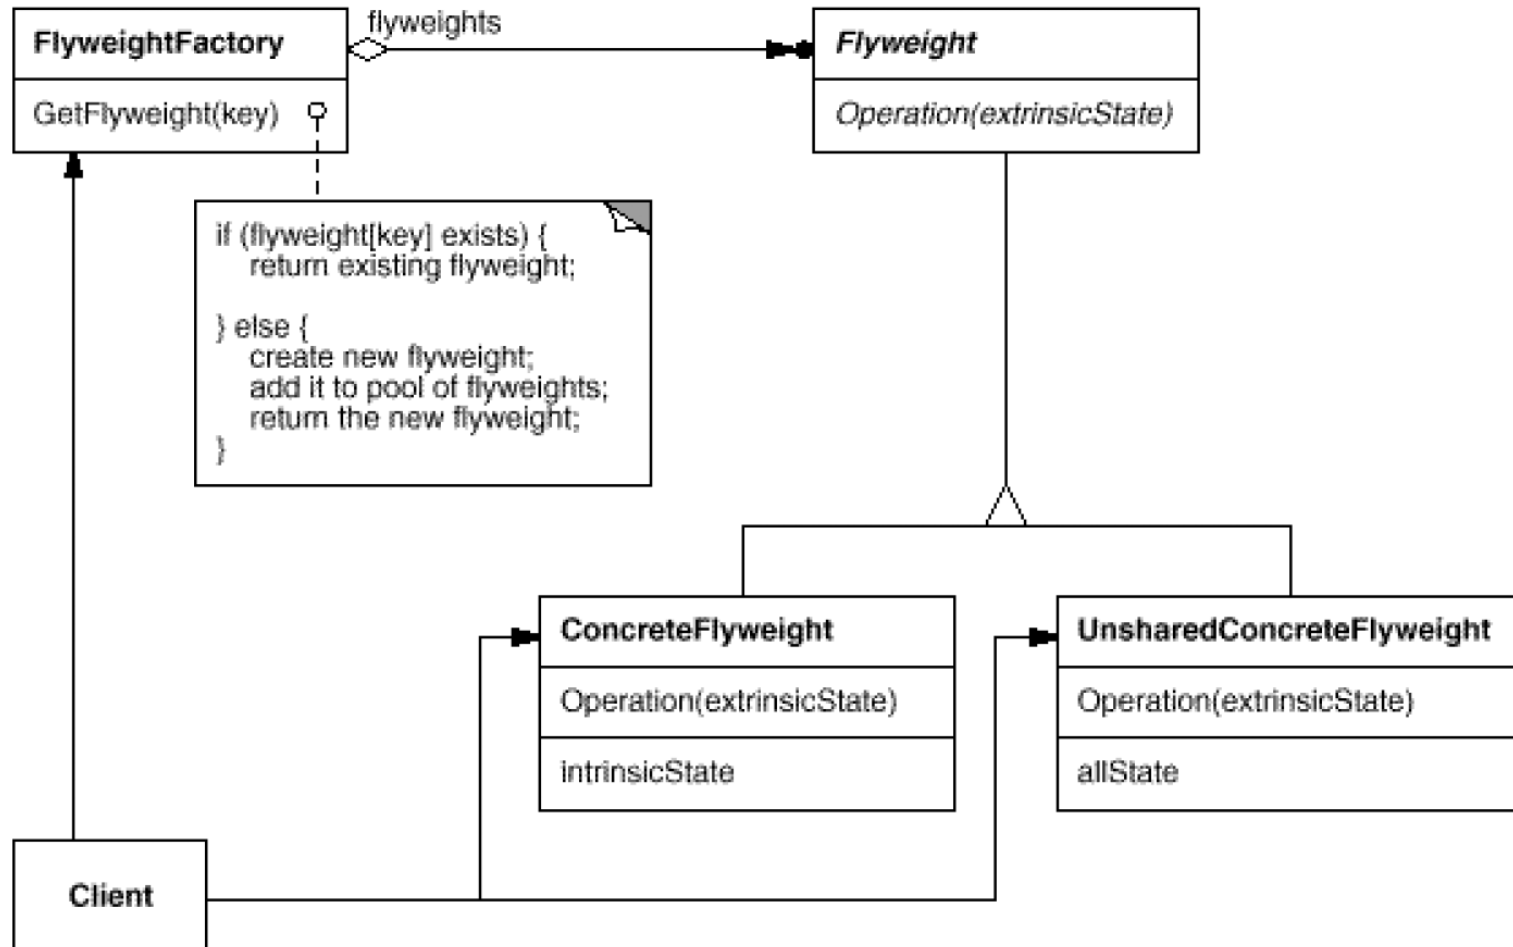 flyweights
FlyweightFactory
GetFlyweight(key)
Flyweight
Operation(extrinsicState)
if (flyweight[key] exists) {
return existing flyweight;
} else {
create new flyweight;
add it to pool of flyweights;
return the new flyweight;
}
ConcreteFlyweight
Operation(extrinsicState)
intrinsicState
UnsharedConcreteFlyweight
Operation(extrinsicState)
allState
Client